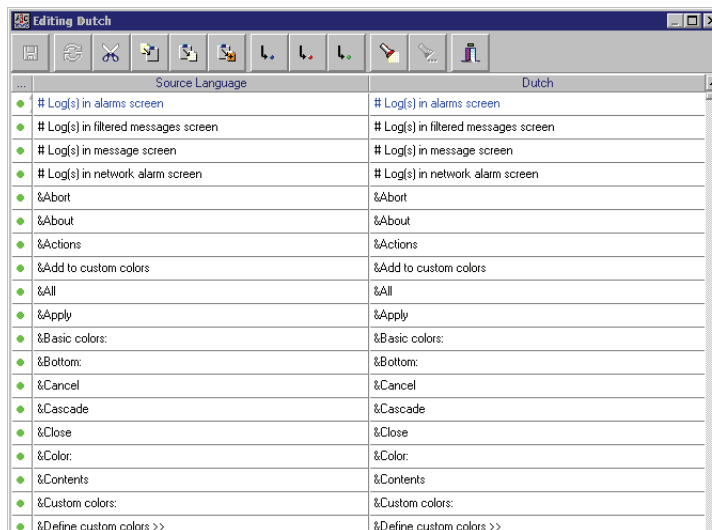 Editing Dutch
... Source Language Dutch
# Log(s) in alarms screen # Log(s) in alarms screen
# Log(s) in filtered messages screen # Log(s) in filtered messages screen
# Log(s) in message screen # Log(s) in message screen
# Log(s) in network alarm screen # Log(s) in network alarm screen
&Abort &Abort
&About &About
&Actions &Actions
&Add to custom colors &Add to custom colors
&All &All
&Apply &Apply
&Basic colors: &Basic colors:
&Bottom: &Bottom:
&Cancel &Cancel
&Cascade &Cascade
&Close &Close
&Color: &Color:
&Contents &Contents
&Custom colors: &Custom colors:
&Define custom colors >> &Define custom colors >>